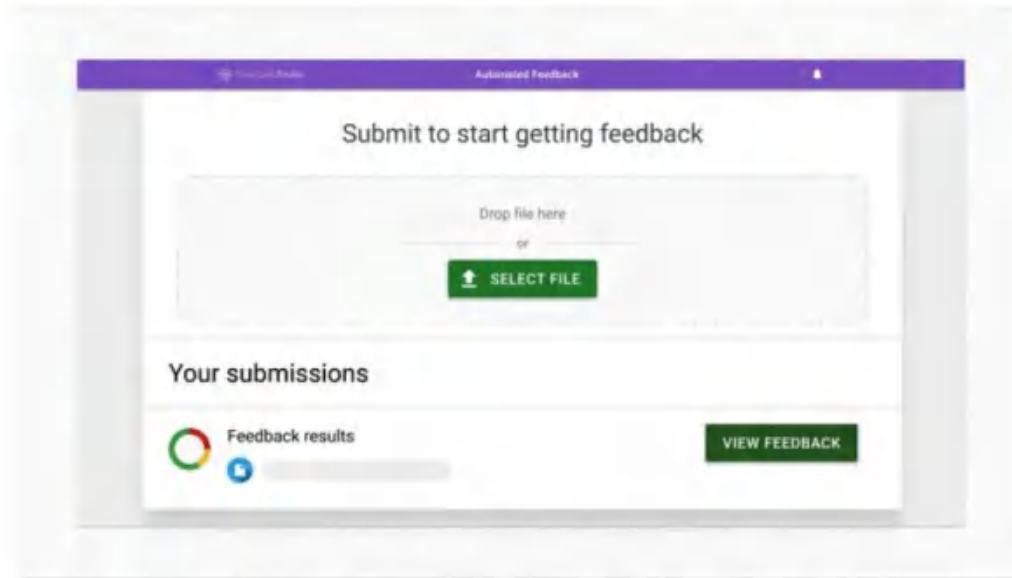 Automated Feedback
Submit to start getting feedback
Drop file here
or
SELECT FILE
Your submissions
Feedback results
VIEW FEEDBACK